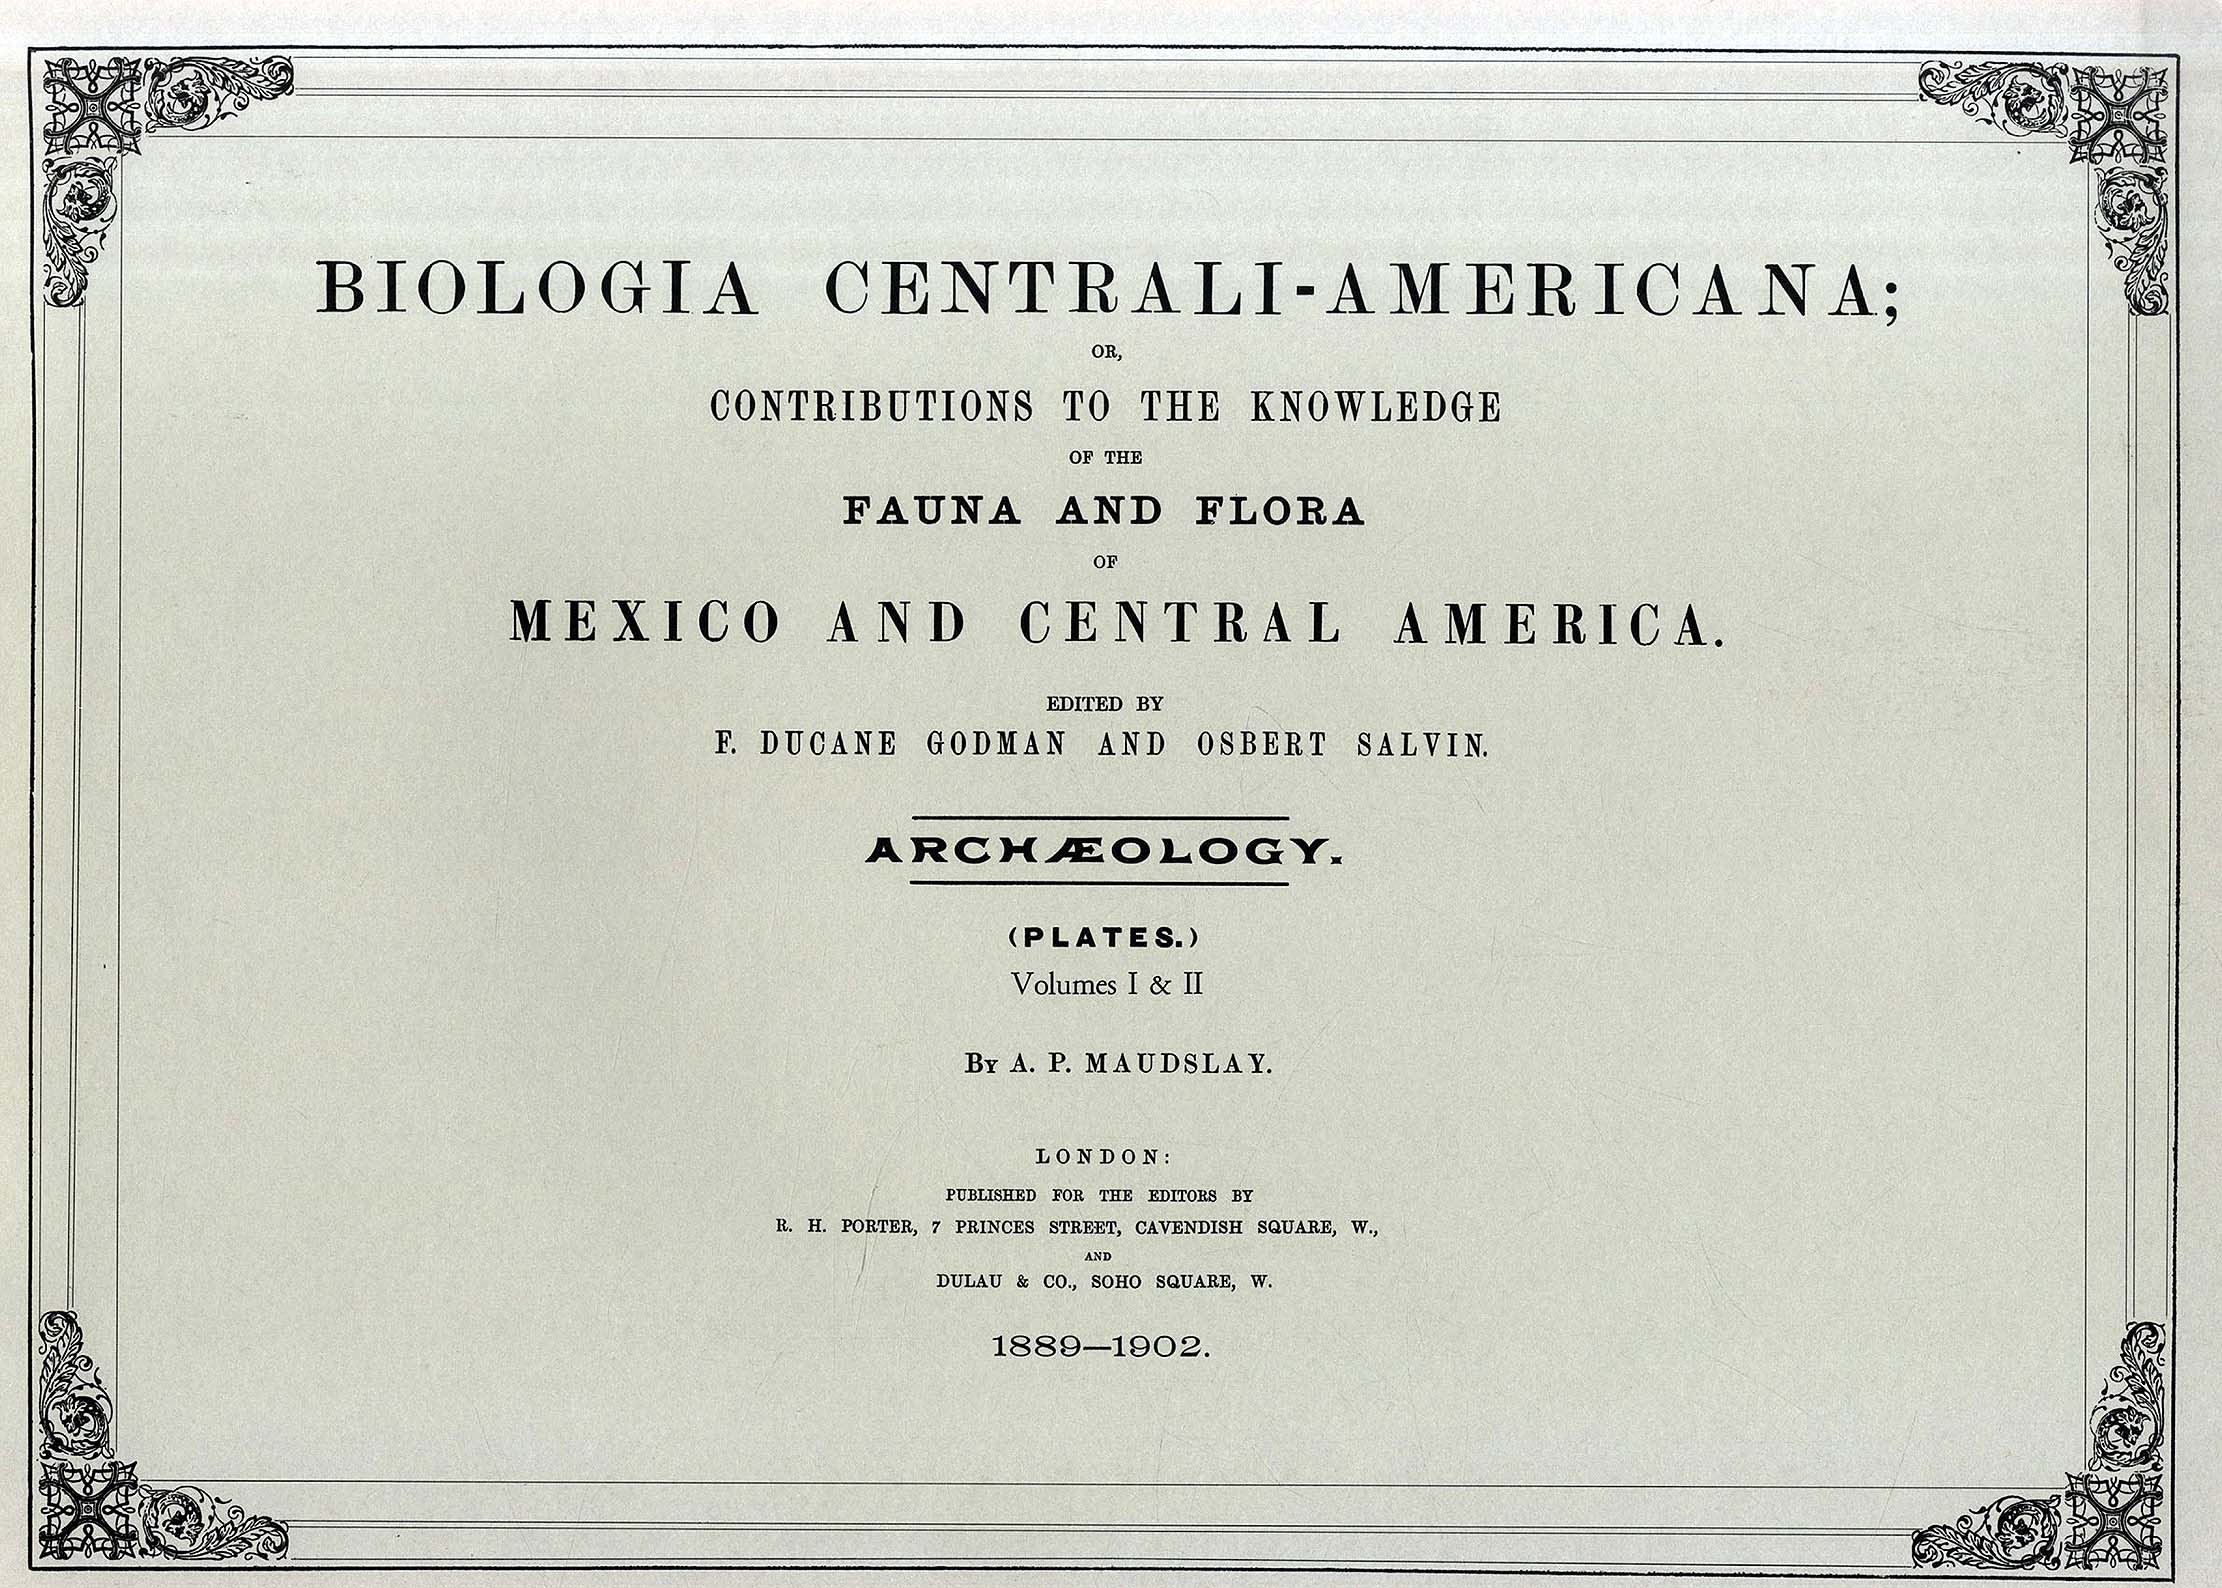 BIOLOGIA CENTRALI-AMERICANA;
OR,
CONTRIBUTIONS TO THE KNOWLEDGE
OF THE
FAUNA AND FLORA
OF
MEXICO AND CENTRAL AMERICA.
EDITED BY
F. DUCANE GODMAN AND OSBERT SALVIN.
ARCHÆOLOGY.
(PLATES.)
Volumes I & II
By A. P. MAUDSLAY.
LONDON:
PUBLISHED FOR THE EDITORS BY
R. H. PORTER, 7 PRINCES STREET, CAVENDISH SQUARE, W.,
AND
DULAU & CO., SOHO SQUARE, W.
1889—1902.